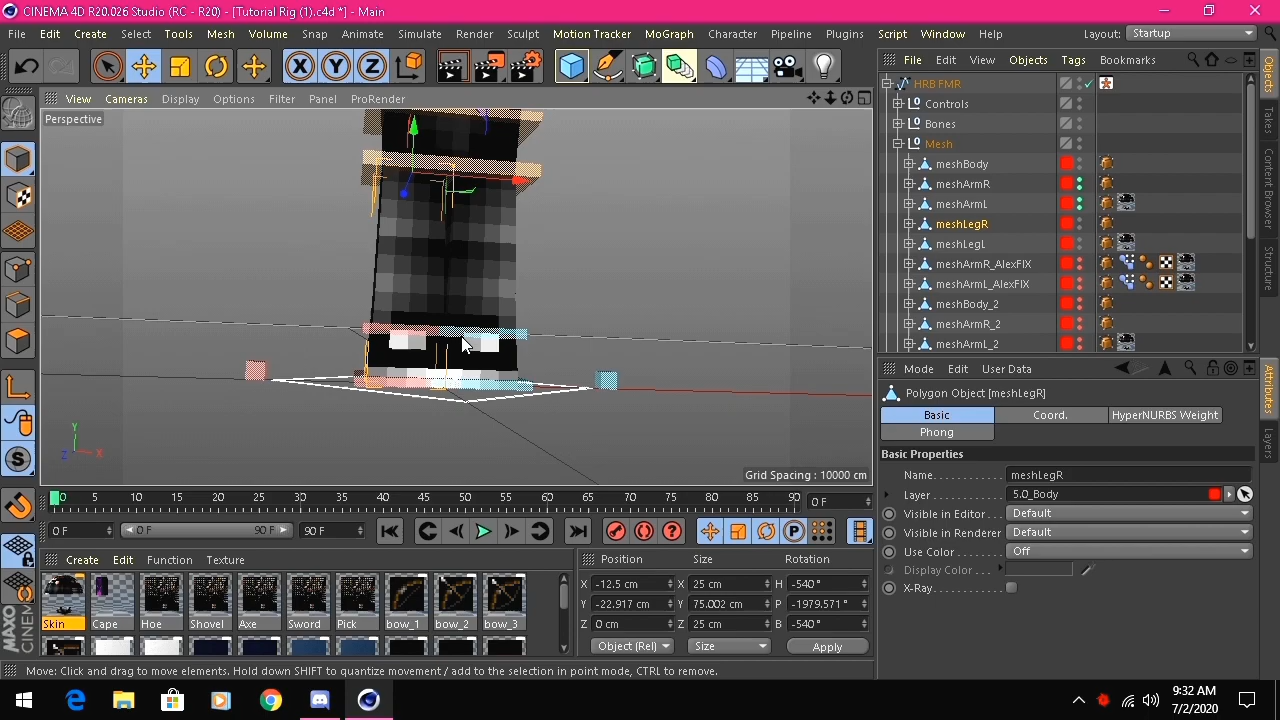 CINEMA 4D R20.026 Studio (RC - R20) - [Tutorial Rig (1).c4d *] - Main
File Edit Create Select Tools Mesh Volume Snap Animate Simulate Render Sculpt Motion Tracker MoGraph Character Pipeline Plugins Script Window Help Layout: Startup
View Cameras Display Options Filter Panel ProRender
Perspective
Grid Spacing : 10000 cm
Y
X
Z
File Edit View Objects Tags Bookmarks
HRB FMR
Controls
Bones
Mesh
meshBody
meshArmR
meshArmL
meshLegR
meshLegL
meshArmR_AlexFIX
meshArmL_AlexFIX
meshBody_2
meshArmR_2
meshArmL_2
Objects
Takes
Content Browser
Structure
Mode Edit User Data
Polygon Object [meshLegR]
Basic Coord. HyperNURBS Weight
Phong
Basic Properties
Name. meshLegR
Layer 5.0_Body
Visible in Editor Default
Visible in Renderer Default
Use Color Off
Display Color
X-Ray
Attributes
Layers
0 5 10 15 20 25 30 35 40 45 50 55 60 65 70 75 80 85 90 0 F
0 F 0 F 90 F 90 F
Create Edit Function Texture
Skin Cape Hoe Shovel Axe Sword Pick bow_1 bow_2 bow_3
Position Size Rotation
X -12.5 cm X 25 cm H -540 °
Y -22.917 cm Y 75.002 cm P -1979.571 °
Z 0 cm Z 25 cm B -540 °
Object (Rel) Size Apply
MAXO
CINEM
Move: Click and drag to move elements. Hold down SHIFT to quantize movement / add to the selection in point mode, CTRL to remove.
9:32 AM
7/2/2020